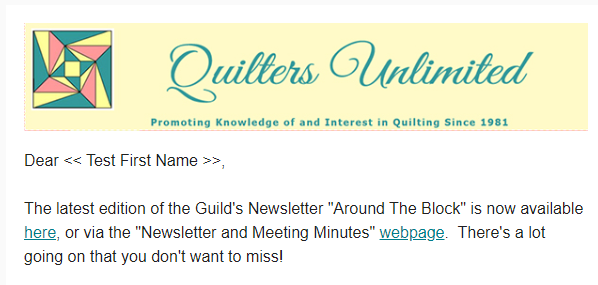 Quilters Unlimited
Promoting Knowledge of and Interest in Quilting Since 1981
Dear << Test First Name >>,
The latest edition of the Guild's Newsletter "Around The Block" is now available
here, or via the "Newsletter and Meeting Minutes" webpage.  There's a lot
going on that you don't want to miss!